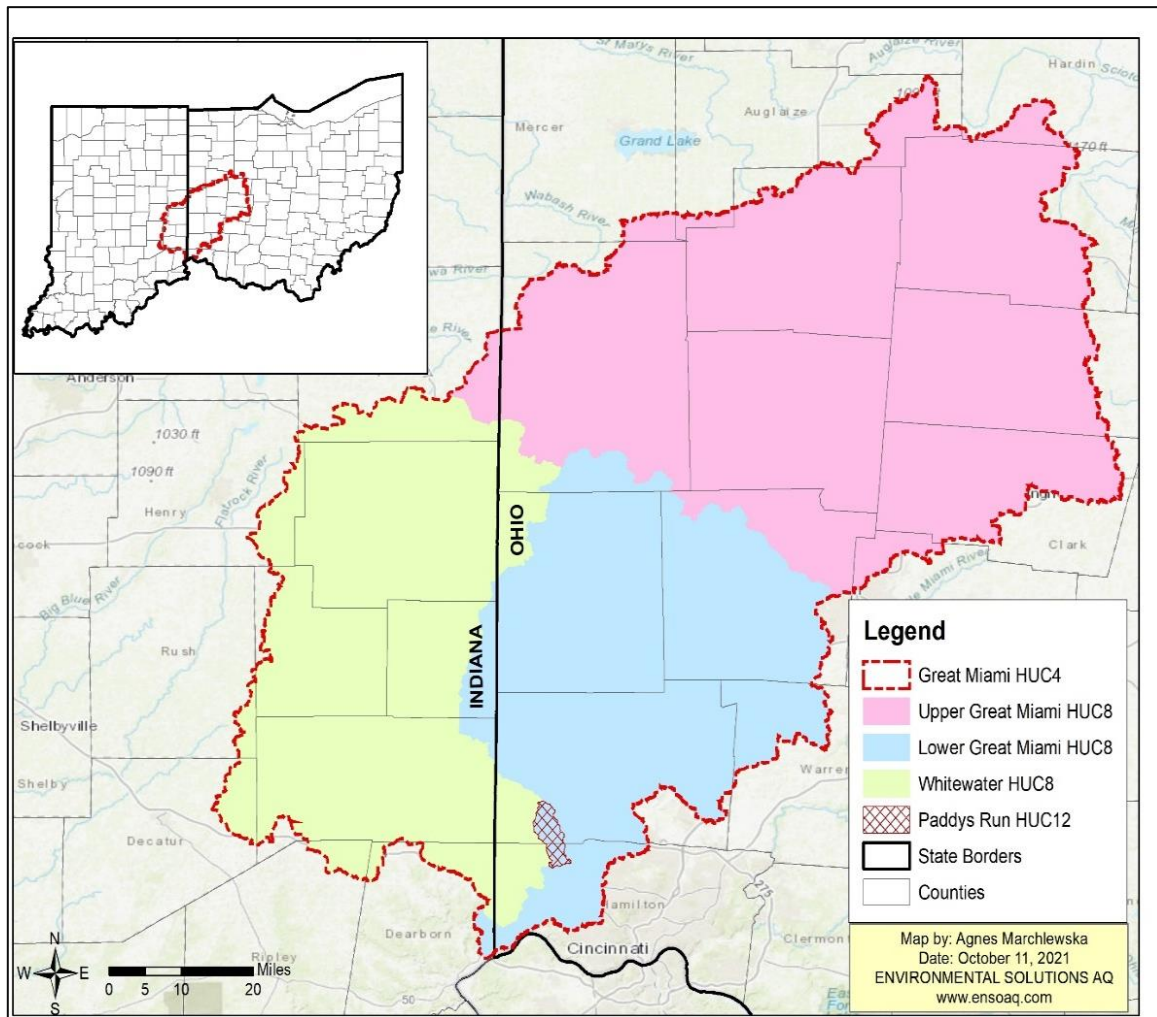 St Marys River
Auglaize River
Hardin
Mercer
Auglaize
Grand Lake
Wabash River
Anderson
1030 ft
1090 ft
Flatrock River
Henry
OHIO
Clark
Big Blue River
Rush
INDIANA
Shelbyville
Shelby
Decatur
Dearborn
Ripley
Cincinnati
275
50
Legend
Great Miami HUC4
Upper Great Miami HUC8
Lower Great Miami HUC8
Whitewater HUC8
Paddys Run HUC12
State Borders
Counties
Map by: Agnes Marchlewska
Date: October 11, 2021
ENVIRONMENTAL SOLUTIONS AQ
www.ensoaq.com
N
W E
S
Miles
0 5 10 20